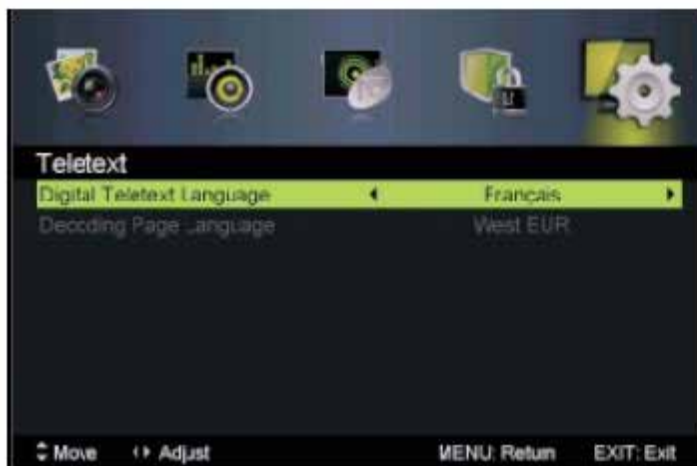 Teletext
Digital Teletext Language Français
Decoding Page Language West EUR
Move Adjust MENU: Return EXIT: Exit